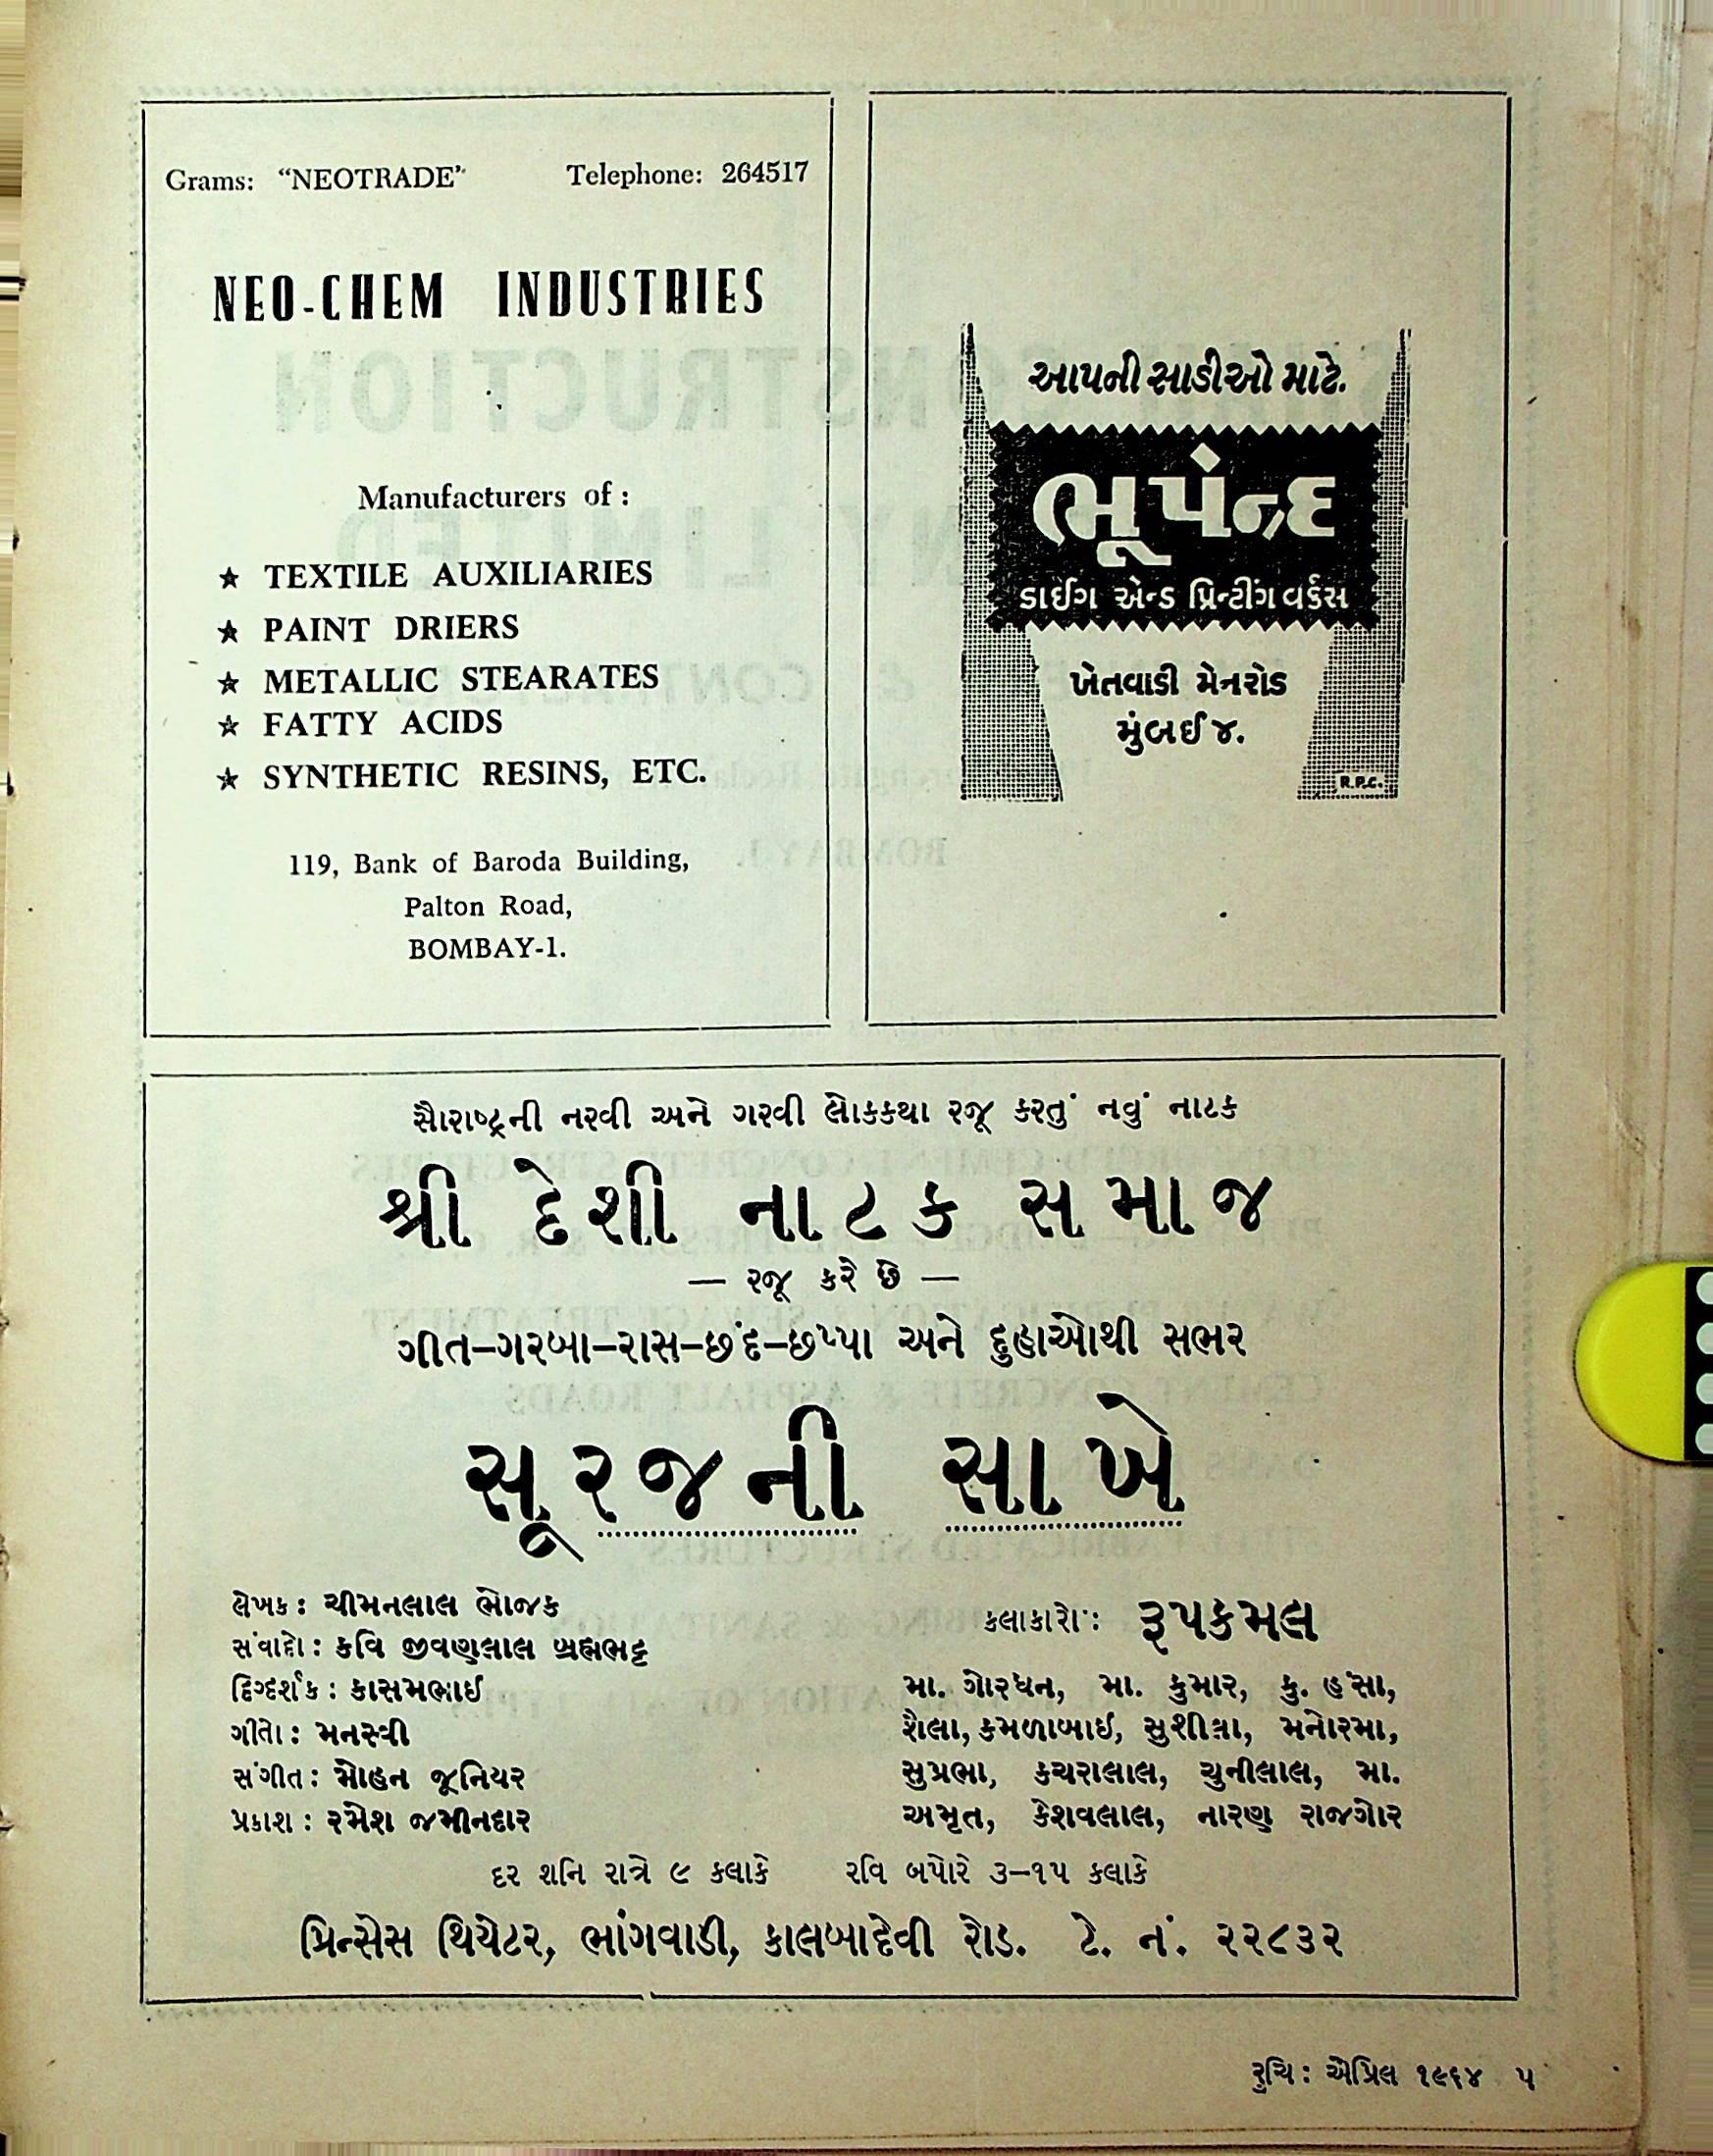 Grams: "NEOTRADE" Telephone: 264517
NEO-CHEM INDUSTRIES
Manufacturers of :
★ TEXTILE AUXILIARIES
★ PAINT DRIERS
★ METALLIC STEARATES
★ FATTY ACIDS
★ SYNTHETIC RESINS, ETC.
119, Bank of Baroda Building,
Palton Road,
BOMBAY-1.
આપની સાડીઓ માટે.
ભૂપેન્દ્ર
ડાઈંગ એન્ડ પ્રિન્ટીંગ વર્કસ
ખેતવાડી મેનરોડ
મુંબઈ ૪.
R.P.C.
સૌરાષ્ટ્રની નરવી અને ગરવી લોકકથા રજૂ કરતું નવું નાટક
શ્રી દેશી નાટક સમાજ
— રજૂ કરે છે —
ગીત–ગરબા–રાસ–છંદ–છપ્પા અને દુહાઓથી સભર
સૂરજની સાખે
લેખક : ચીમનલાલ ભોજક
સંવાદો : કવિ જીવણલાલ બ્રહ્મભટ્ટ
દિગ્દર્શક : કાસમભાઈ
ગીતો : મનસ્વી
સંગીત : મોહન જૂનિયર
પ્રકાશ : રમેશ જમીનદાર
કલાકારો : રૂપકમલ
મા. ગોરધન, મા. કુમાર, કુ. હંસા,
શૈલા, કમળાબાઈ, સુશીલા, મનોરમા,
સુપ્રભા, કચરાલાલ, ચુનીલાલ, મા.
અમૃત, કેશવલાલ, નારણ રાજગોર
દર શનિ રાત્રે ૯ કલાકે રવિ બપોરે ૩–૧૫ કલાકે
પ્રિન્સેસ થિયેટર, ભાંગવાડી, કાલબાદેવી રોડ. ટે. નં. ૨૨૮૩૨
રુચિ : એપ્રિલ ૧૯૬૪ ૫